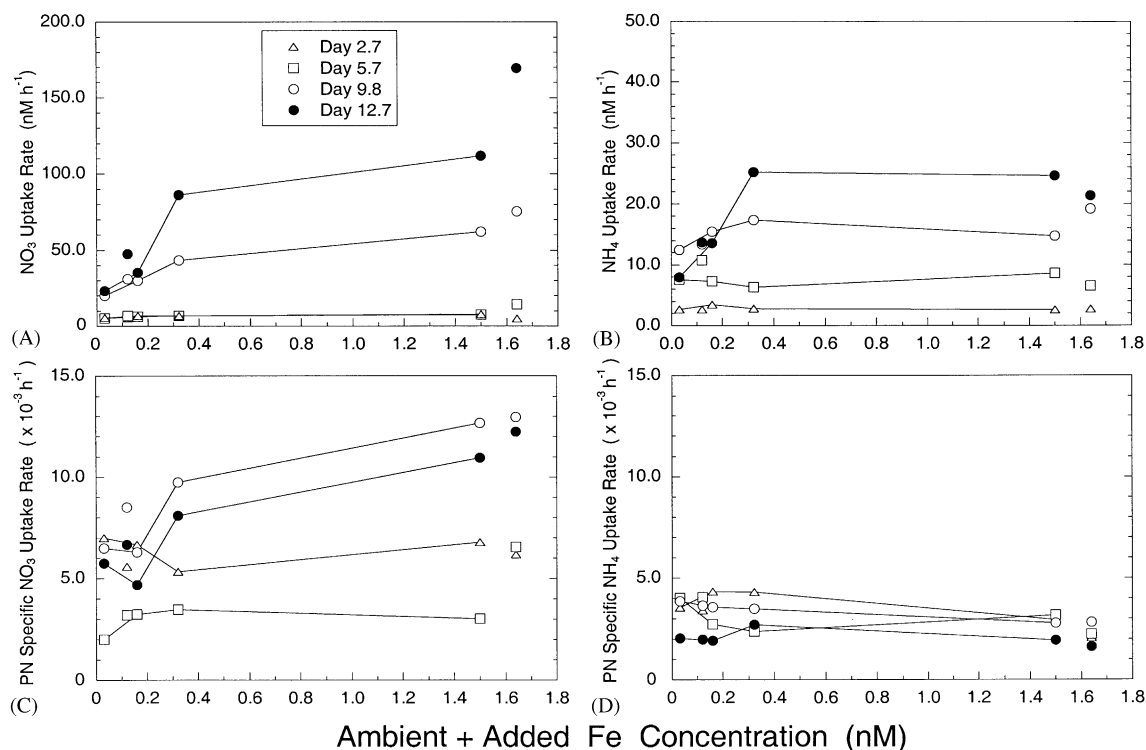 200.0
150.0
100.0
50.0
0
NO3 Uptake Rate (nM h-1)
Day 2.7
Day 5.7
Day 9.8
Day 12.7
(A)
0 0.2 0.4 0.6 0.8 1.0 1.2 1.4 1.6 1.8
50.0
40.0
30.0
20.0
10.0
0.0
NH4 Uptake Rate (nM h-1)
(B)
0.0 0.2 0.4 0.6 0.8 1.0 1.2 1.4 1.6 1.8
15.0
10.0
5.0
0
PN Specific NO3 Uptake Rate ( x 10-3 h-1)
(C)
0 0.2 0.4 0.6 0.8 1.0 1.2 1.4 1.6 1.8
15.0
10.0
5.0
0
PN Specific NH4 Uptake Rate ( x 10-3 h-1)
(D)
0 0.2 0.4 0.6 0.8 1.0 1.2 1.4 1.6 1.8
Ambient + Added Fe Concentration (nM)